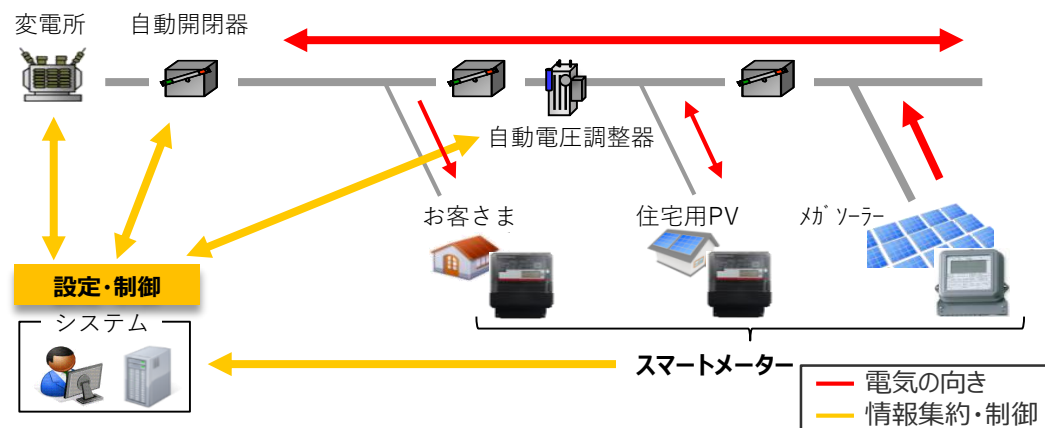 変電所
自動開閉器
自動電圧調整器
お客さま
住宅用PV
ﾒｶﾞｿｰﾗｰ
設定・制御
システム
スマートメーター
電気の向き
情報集約・制御